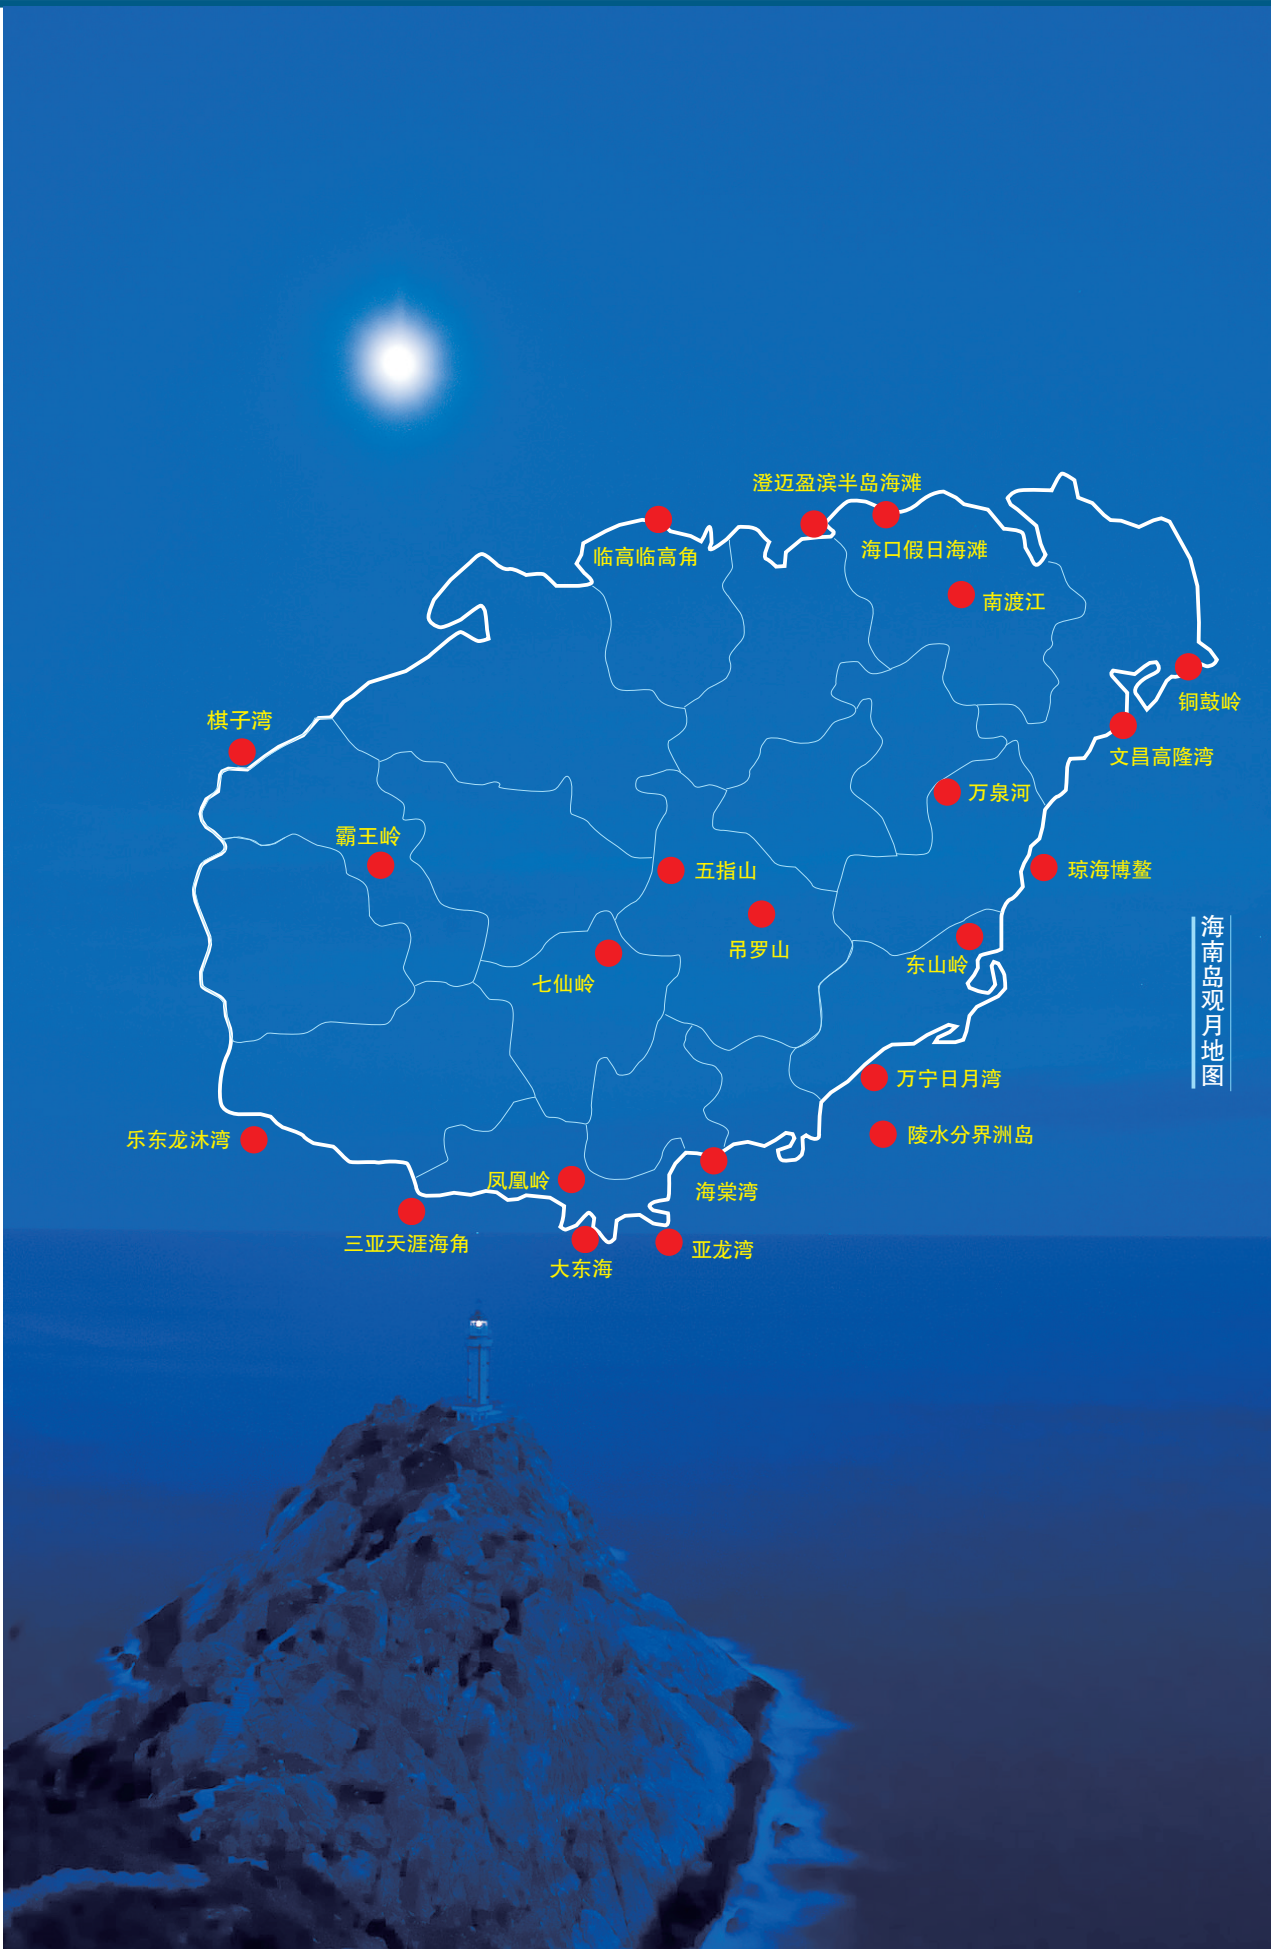 澄迈盈滨半岛海滩
临高临高角
海口假日海滩
南渡江
铜鼓岭
棋子湾
文昌高隆湾
万泉河
霸王岭
五指山
琼海博鳌
吊罗山
东山岭
七仙岭
海南岛观月地图
万宁日月湾
乐东龙沐湾
陵水分界洲岛
凤凰岭
海棠湾
三亚天涯海角
亚龙湾
大东海